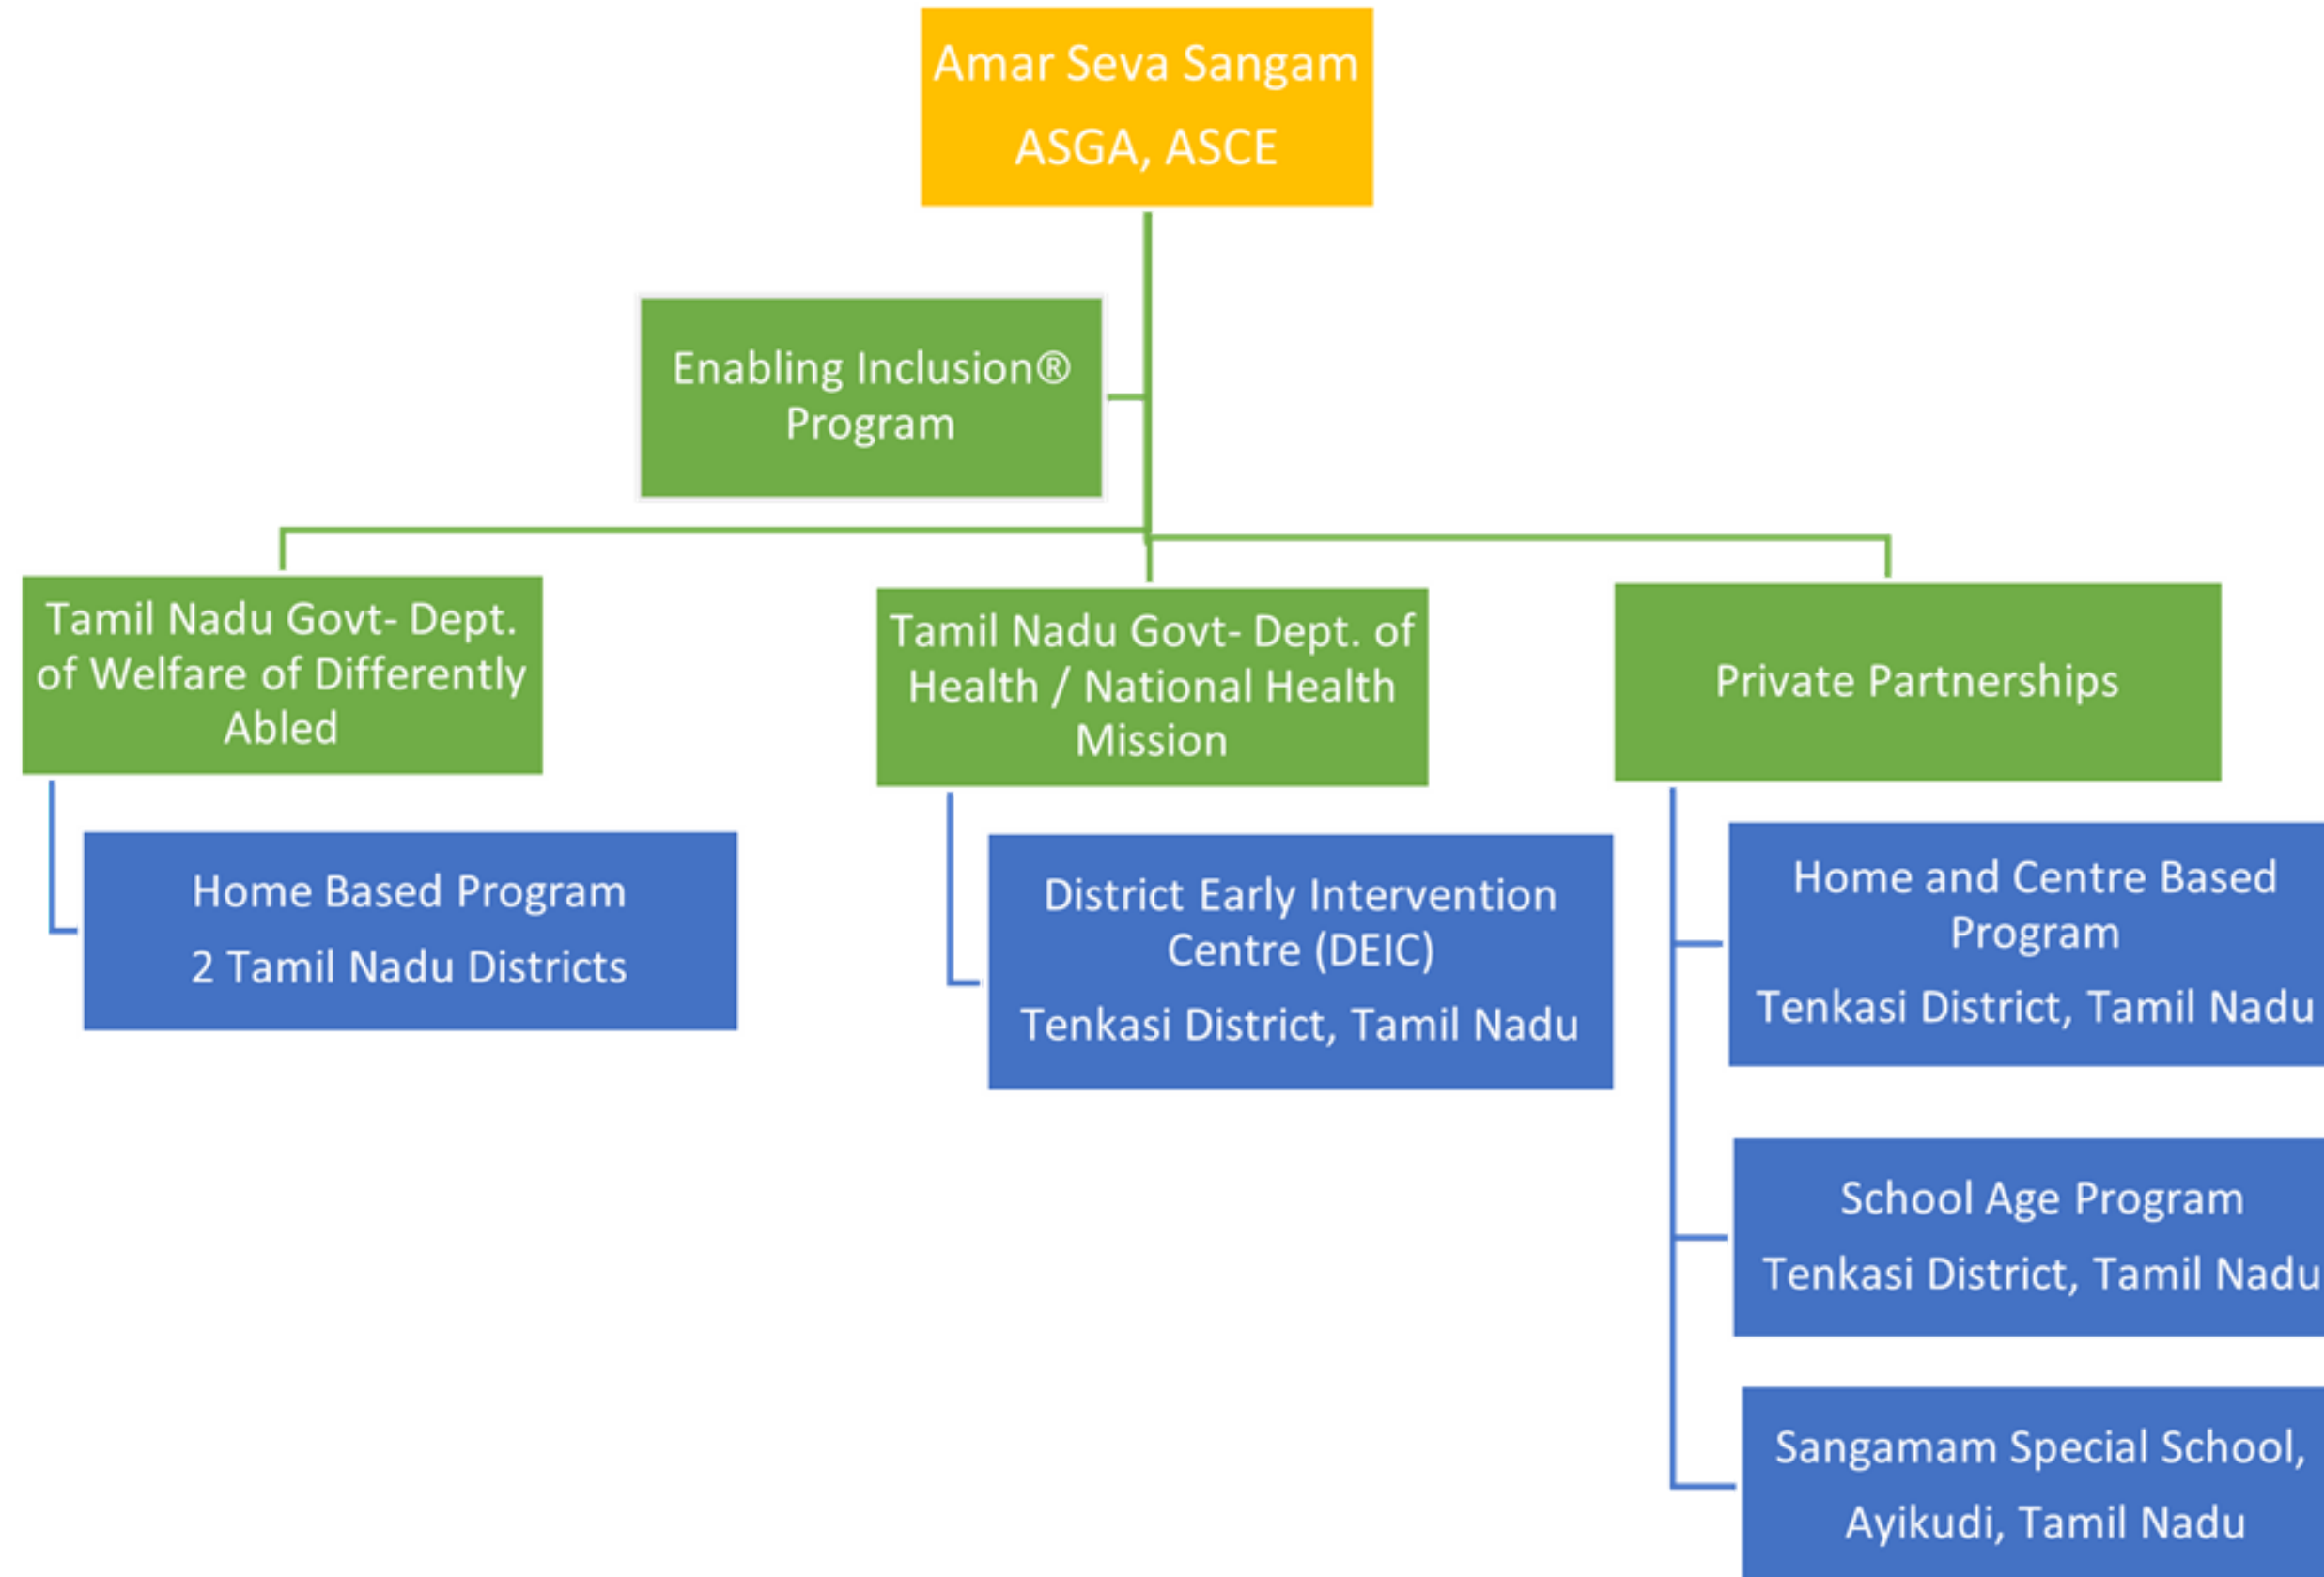 Amar Seva Sangam
ASGA, ASCE
Enabling Inclusion®
Program
Tamil Nadu Govt- Dept.
of Welfare of Differently
Abled
Home Based Program
2 Tamil Nadu Districts
Tamil Nadu Govt- Dept. of
Health / National Health
Mission
District Early Intervention
Centre (DEIC)
Tenkasi District, Tamil Nadu
Private Partnerships
Home and Centre Based
Program
Tenkasi District, Tamil Nadu
School Age Program
Tenkasi District, Tamil Nadu
Sangamam Special School,
Ayikudi, Tamil Nadu